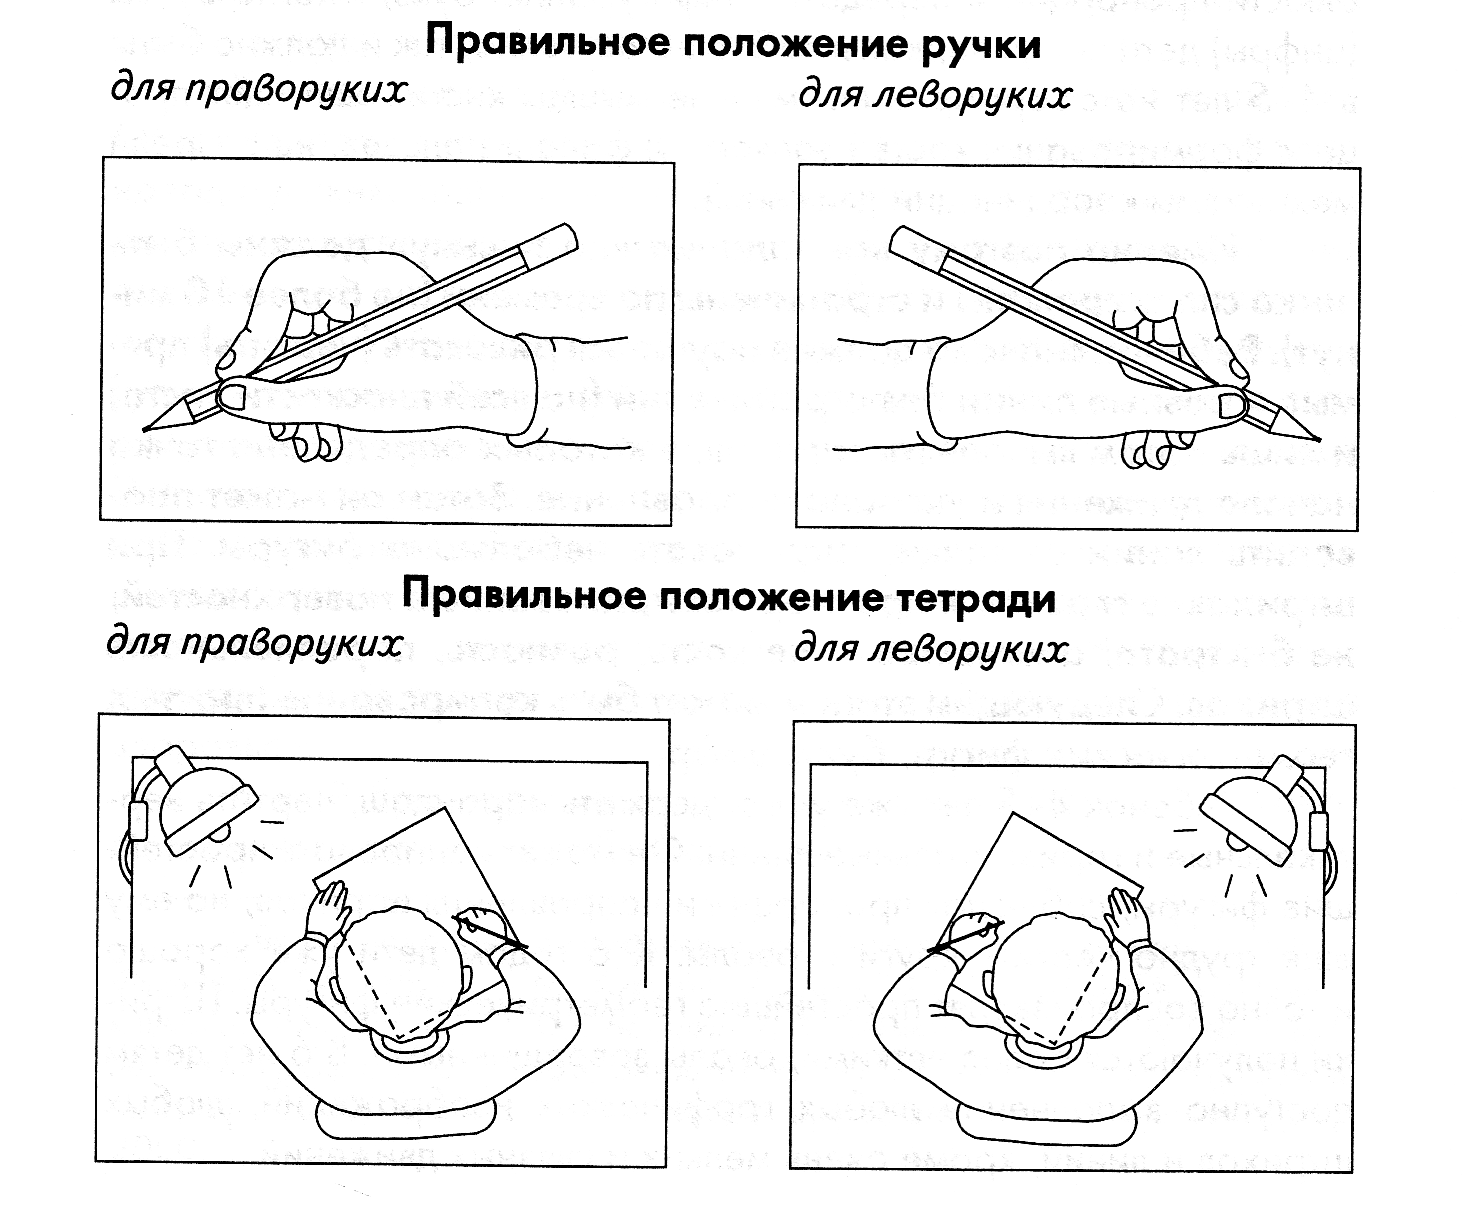 Правильное положение ручки
для праворуких
для леворуких
Правильное положение тетради
для праворуких
для леворуких